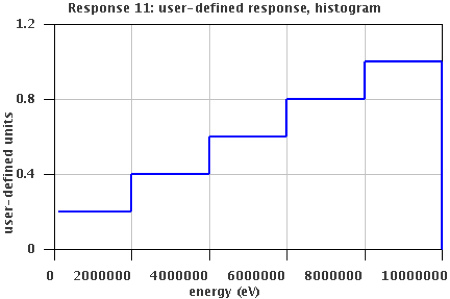 Response 11: user-defined response, histogram
1.2
0.8
0.4
0
0 2000000 4000000 6000000 8000000 10000000
energy (eV)
user-defined units